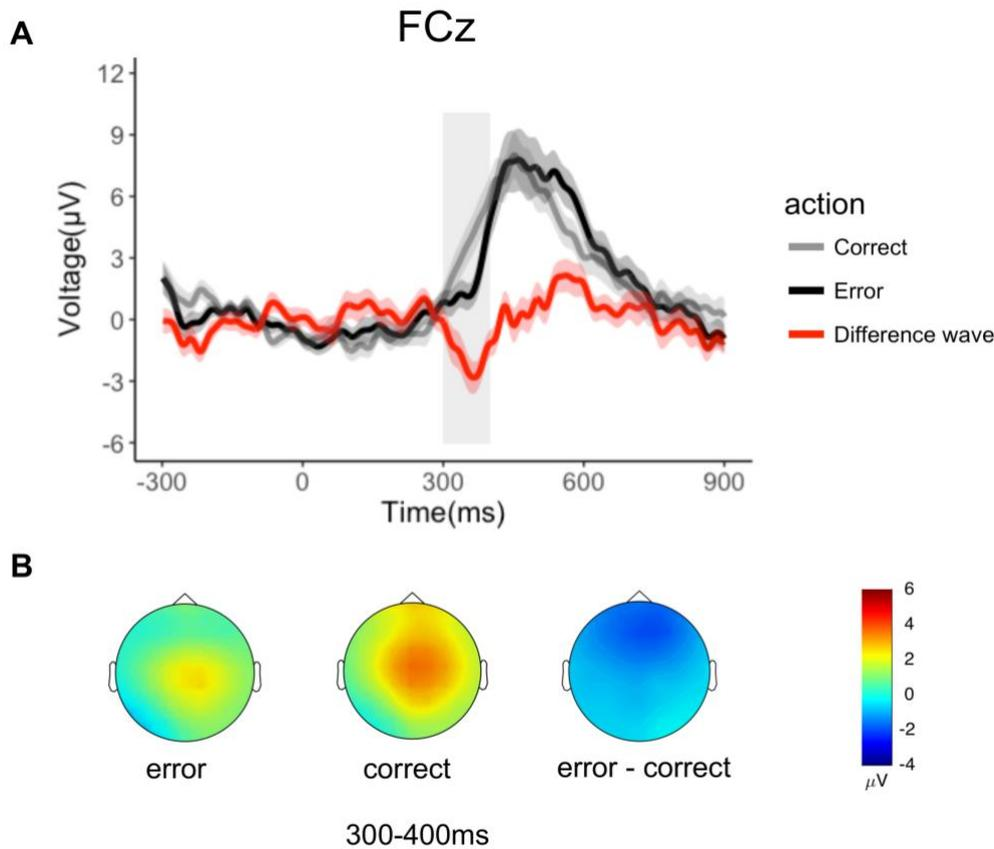 A
FCz
12
9
6
3
0
-3
-6
Voltage(μV)
-300 0 300 600 900
Time(ms)
action
Correct
Error
Difference wave
B
error correct error - correct
300-400ms
6
4
2
0
-2
-4
μV